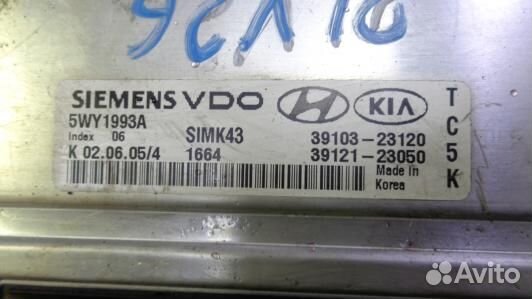 SIEMENS VDO KIA
5WY1993A
Index 06 SIMK43 39103-23120
K 02.06.05/4 1664 39121-23050
Made in
Korea
TC5K
Avito